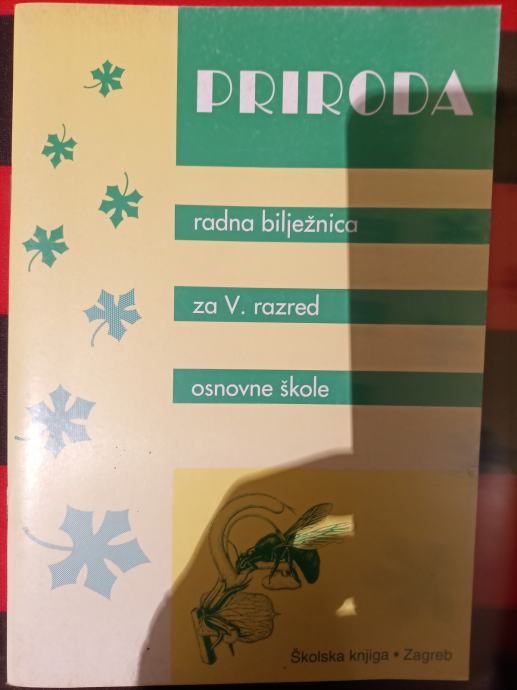 PRIRODA
radna bilježnica
za V. razred
osnovne škole
Školska knjiga • Zagreb